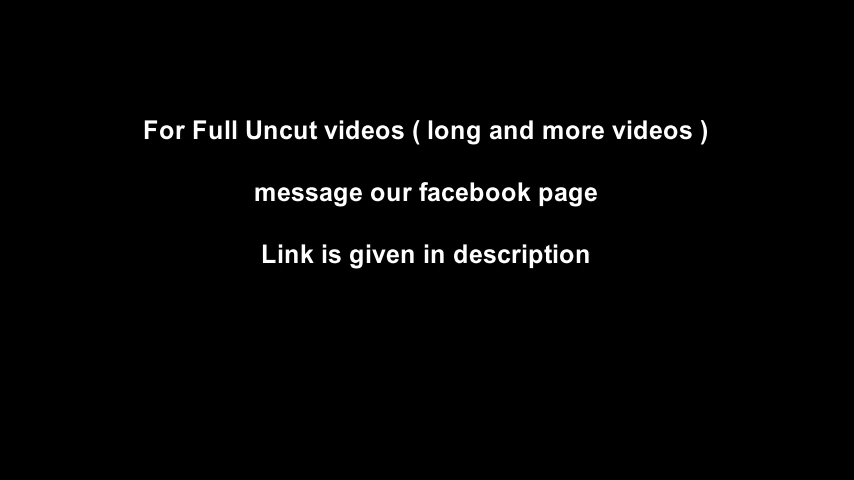 For Full Uncut videos ( long and more videos )
message our facebook page
Link is given in description